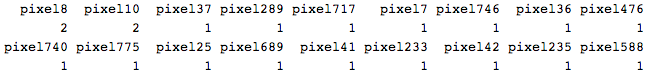 pixel8 pixel10 pixel37 pixel289 pixel717 pixel7 pixel746 pixel36 pixel476
2 2 1 1 1 1 1 1 1
pixel740 pixel775 pixel25 pixel689 pixel41 pixel233 pixel42 pixel235 pixel588
1 1 1 1 1 1 1 1 1